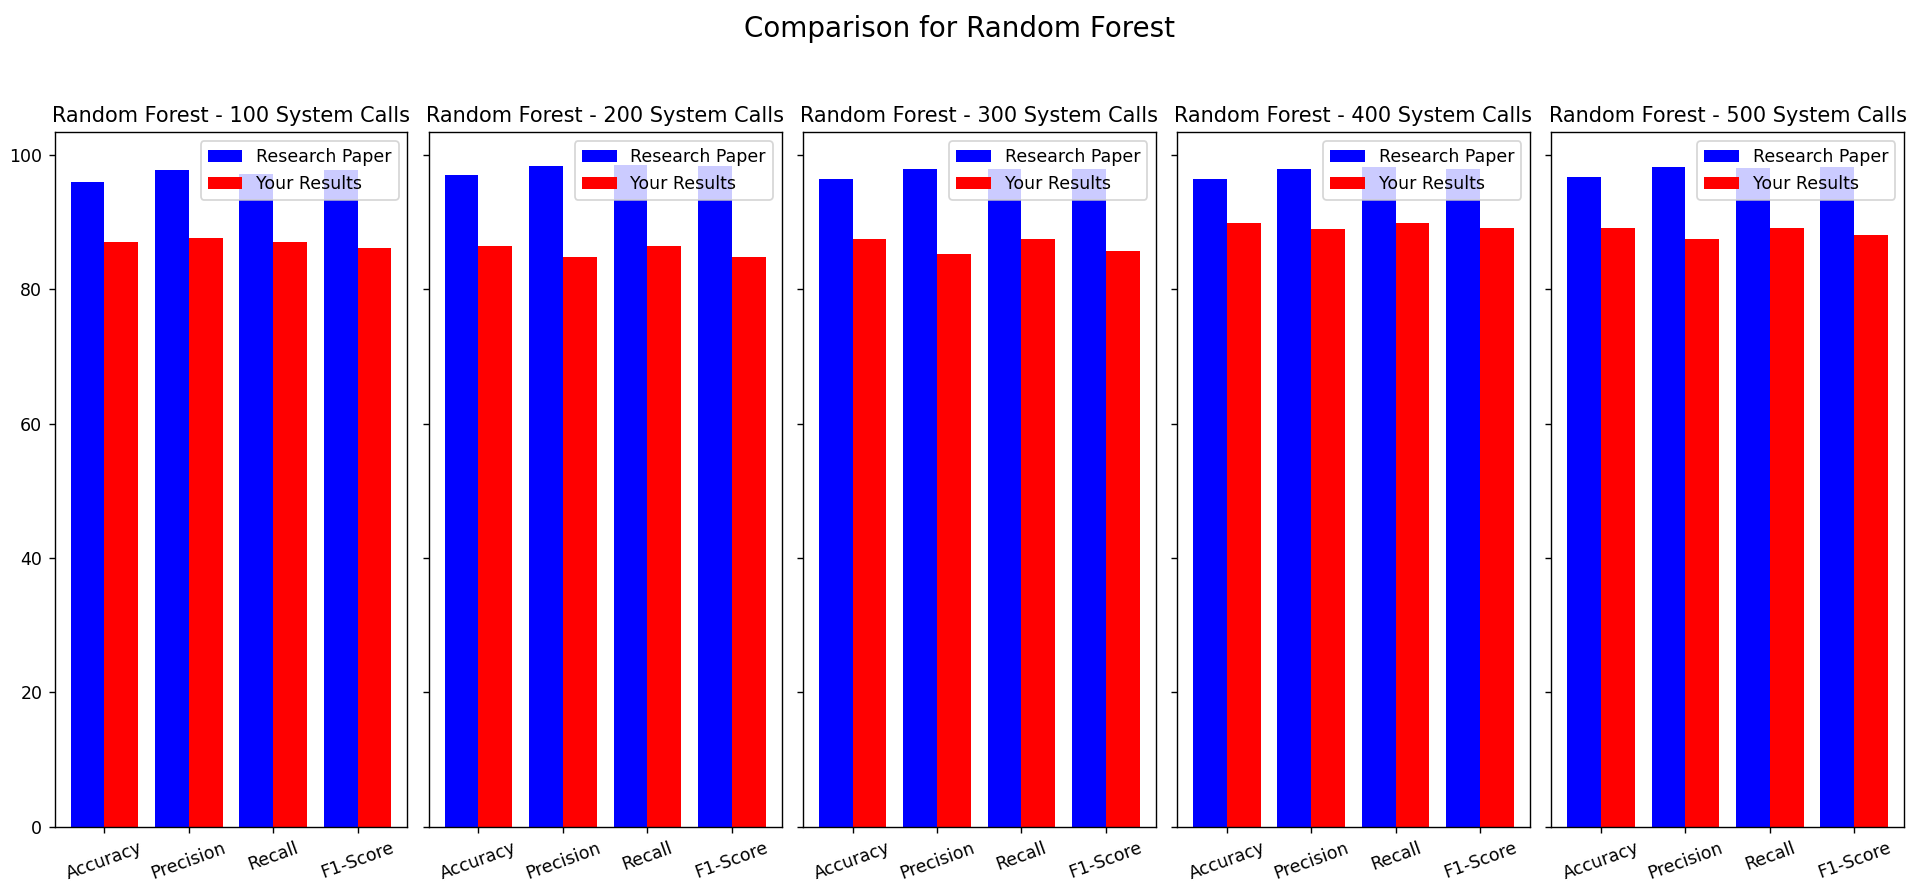 Comparison for Random Forest
Random Forest - 100 System Calls
Random Forest - 200 System Calls
Random Forest - 300 System Calls
Random Forest - 400 System Calls
Random Forest - 500 System Calls
100
80
60
40
20
0
Research Paper
Your Results
Research Paper
Your Results
Research Paper
Your Results
Research Paper
Your Results
Research Paper
Your Results
Accuracy
Precision
Recall
F1-Score
Accuracy
Precision
Recall
F1-Score
Accuracy
Precision
Recall
F1-Score
Accuracy
Precision
Recall
F1-Score
Accuracy
Precision
Recall
F1-Score